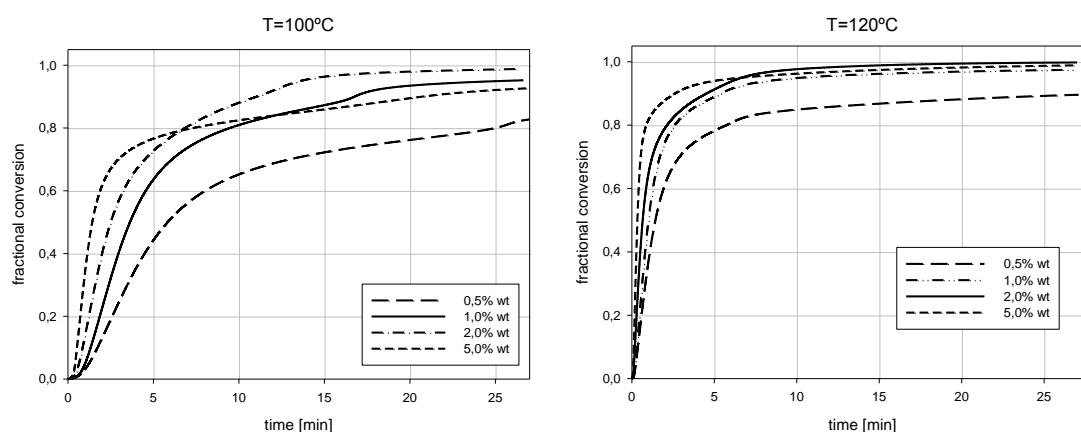 T=100ºC
fractional conversion
1,0
0,8
0,6
0,4
0,2
0,0
0 5 10 15 20 25
time [min]
0,5% wt
1,0% wt
2,0% wt
5,0% wt
T=120ºC
fractional conversion
1,0
0,8
0,6
0,4
0,2
0,0
0 5 10 15 20 25
time [min]
0,5% wt
1,0% wt
2,0% wt
5,0% wt